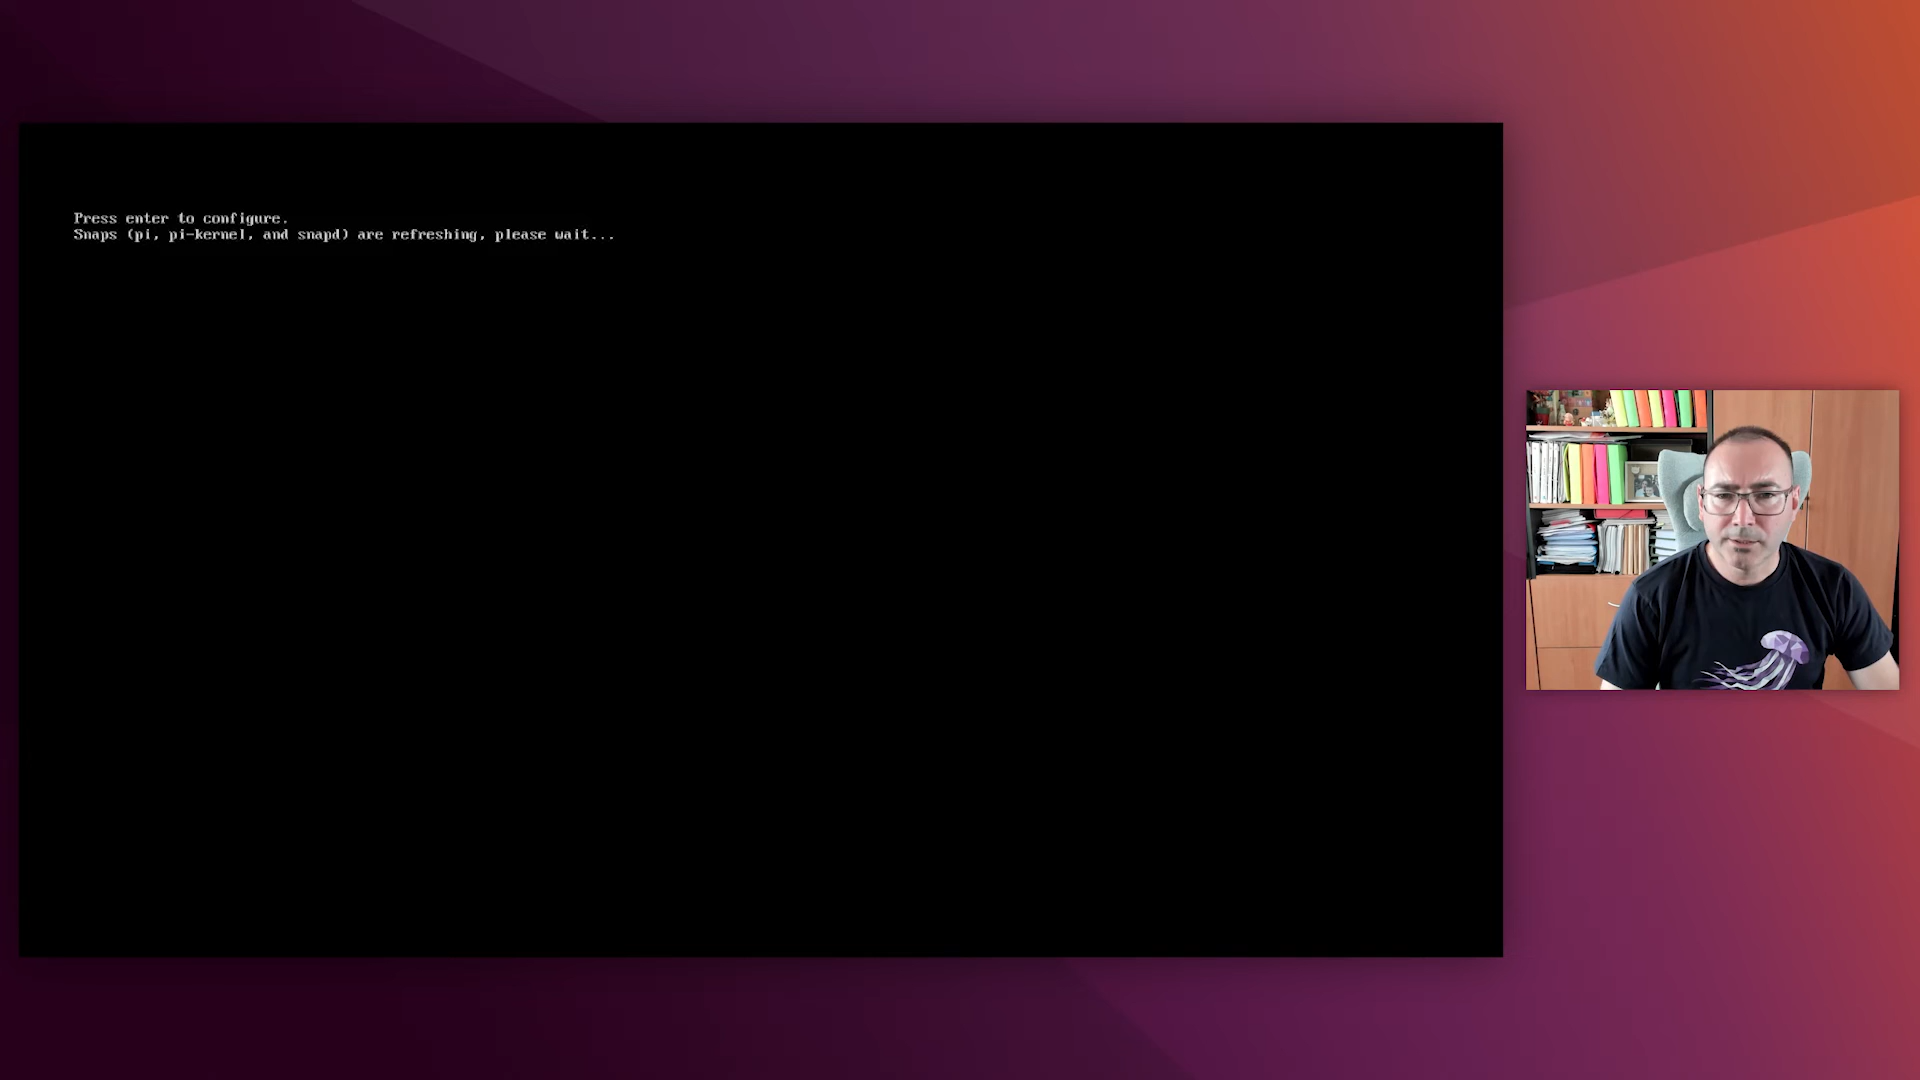 Press enter to configure.
Snaps (pi, pi-kernel, and snapd) are refreshing, please wait...